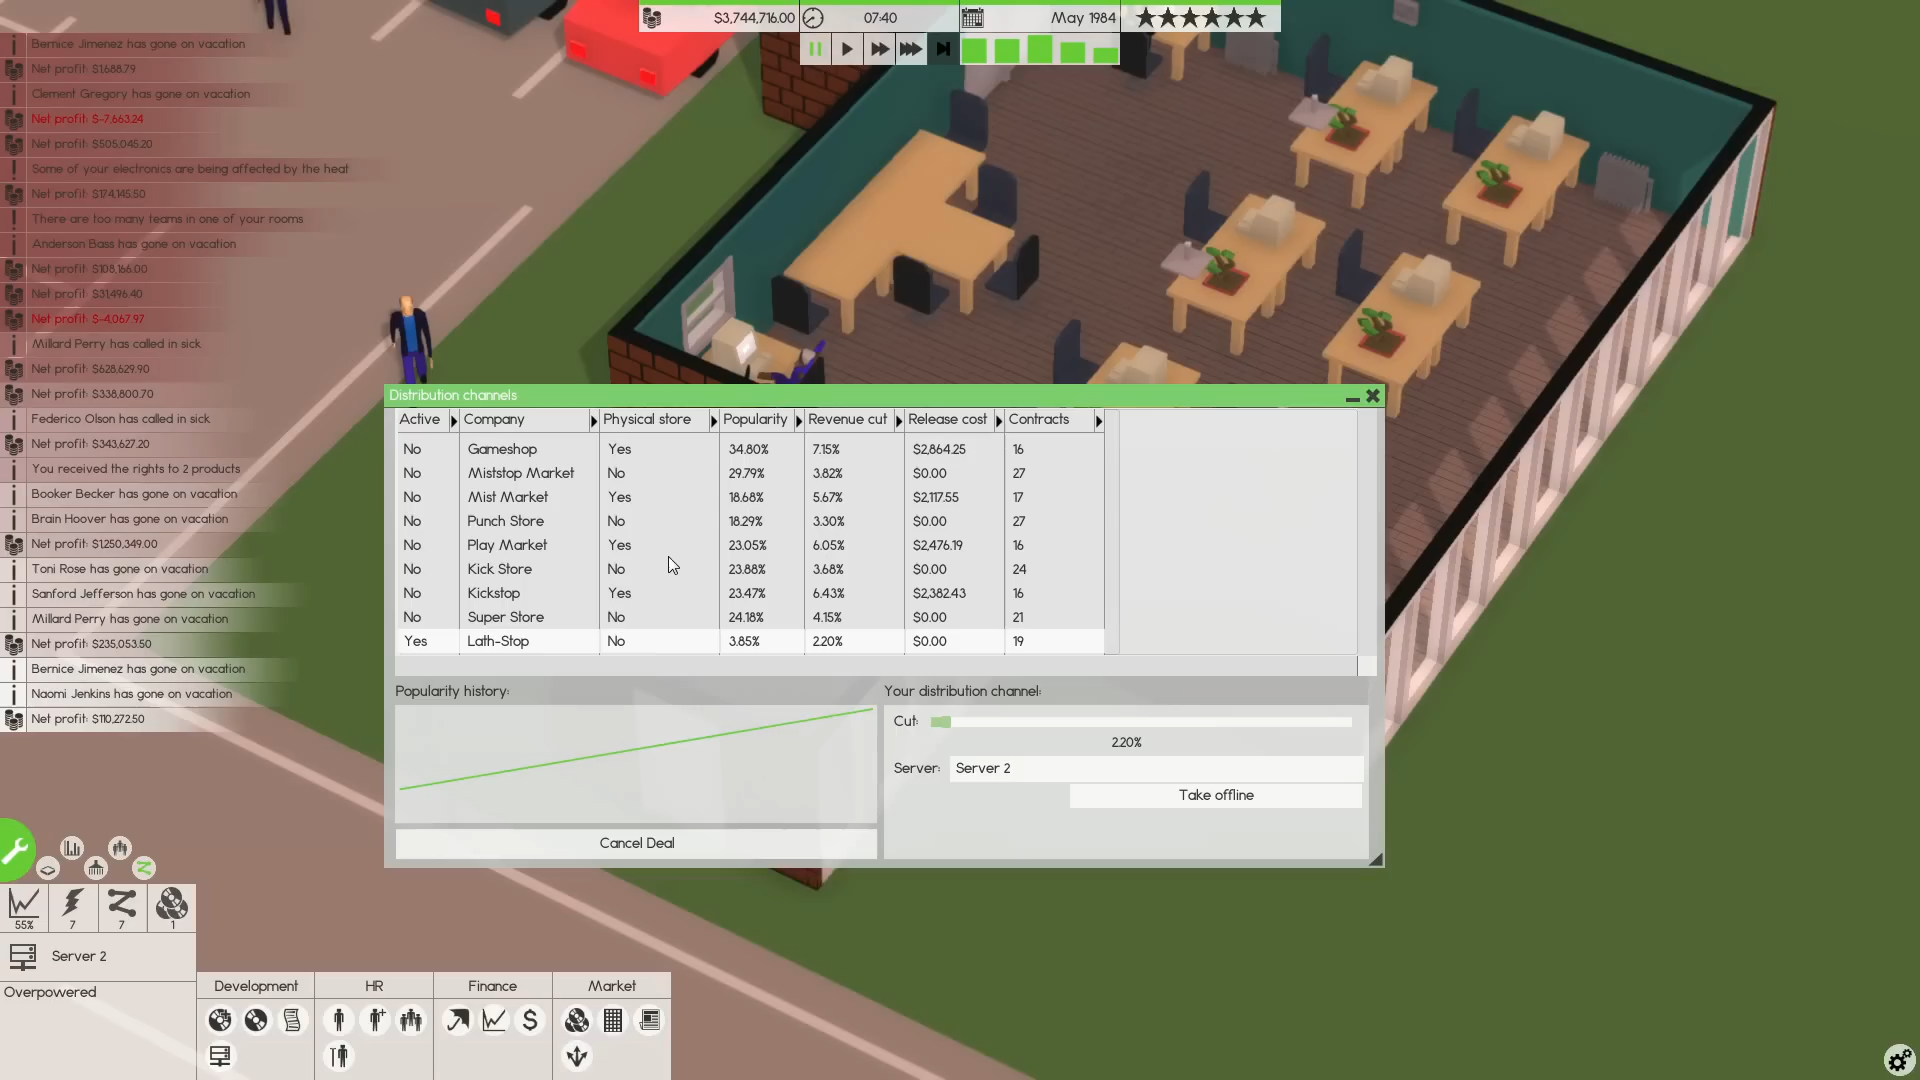 $3,744,716.00
07:40
May 1984
Bernice Jimenez has gone on vacation
Net profit: $1,688.79
Clement Gregory has gone on vacation
Net profit: $-7,663.24
Net profit: $505,045.20
Some of your electronics are being affected by the heat
Net profit: $174,145.50
There are too many teams in one of your rooms
Anderson Bass has gone on vacation
Net profit: $108,166.00
Net profit: $31,496.40
Net profit: $-4,067.97
Millard Perry has called in sick
Net profit: $628,629.90
Net profit: $338,800.70
Federico Olson has called in sick
Net profit: $343,627.20
You received the rights to 2 products
Booker Becker has gone on vacation
Brain Hoover has gone on vacation
Net profit: $1,250,349.00
Toni Rose has gone on vacation
Sanford Jefferson has gone on vacation
Millard Perry has gone on vacation
Net profit: $235,053.50
Bernice Jimenez has gone on vacation
Naomi Jenkins has gone on vacation
Net profit: $110,272.50
Distribution channels
Active Company Physical store Popularity Revenue cut Release cost Contracts
No Gameshop Yes 34.80% 7.15% $2,864.25 16
No Miststop Market No 29.79% 3.82% $0.00 27
No Mist Market Yes 18.68% 5.67% $2,117.55 17
No Punch Store No 18.29% 3.30% $0.00 27
No Play Market Yes 23.05% 6.05% $2,476.19 16
No Kick Store No 23.88% 3.68% $0.00 24
No Kickstop Yes 23.47% 6.43% $2,382.43 16
No Super Store No 24.18% 4.15% $0.00 21
Yes Lath-Stop No 3.85% 2.20% $0.00 19
Popularity history:
Cancel Deal
Your distribution channel:
Cut:
2.20%
Server: Server 2
Take offline
55% 7 7 1
Server 2
Overpowered
Development HR Finance Market